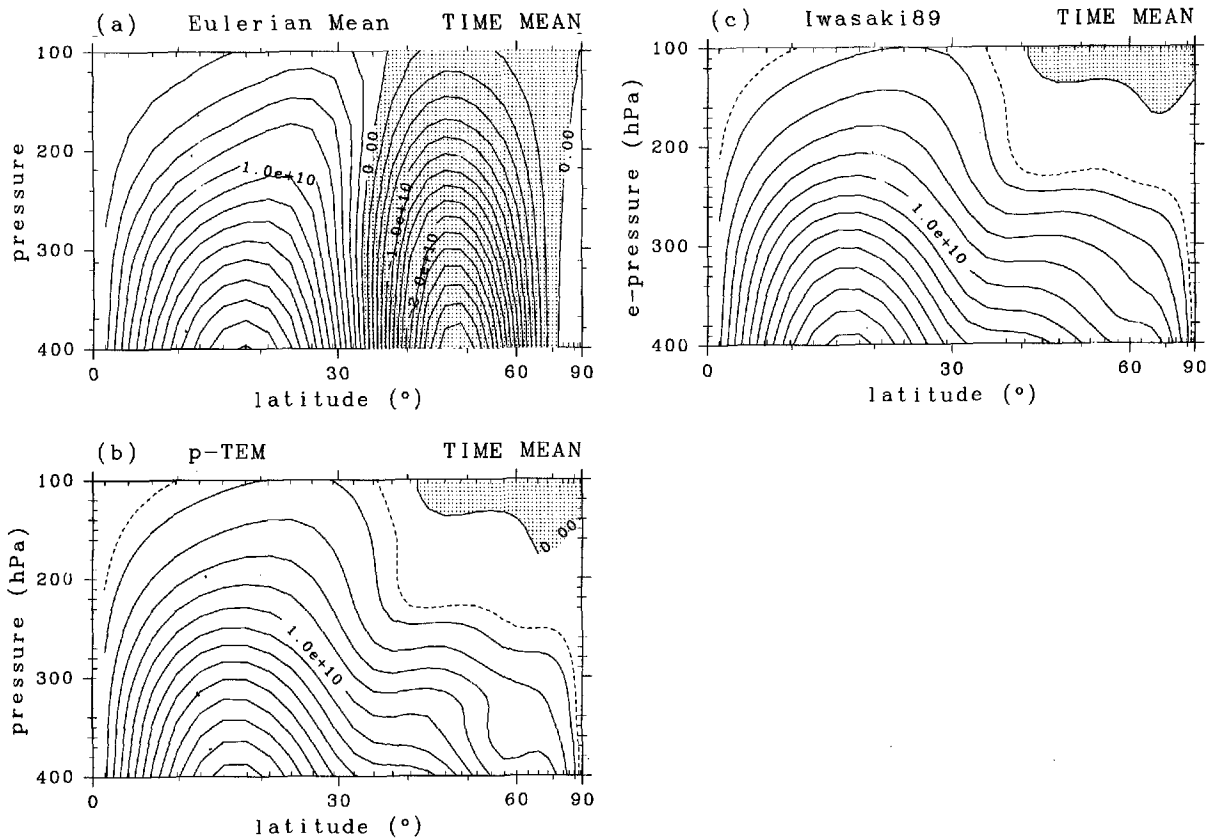 (a) Eulerian Mean TIME MEAN
100
200
300
400
pressure
1.0e+10
0.00
-1.0e+10
-2.0e+10
0.00
0 30 60 90
latitude (°)
(c) Iwasaki89 TIME MEAN
100
200
300
400
e-pressure (hPa)
1.0e+10
0 30 60 90
latitude (°)
(b) p-TEM TIME MEAN
100
200
300
400
pressure (hPa)
1.0e+10
0.00
0 30 60 90
latitude (°)